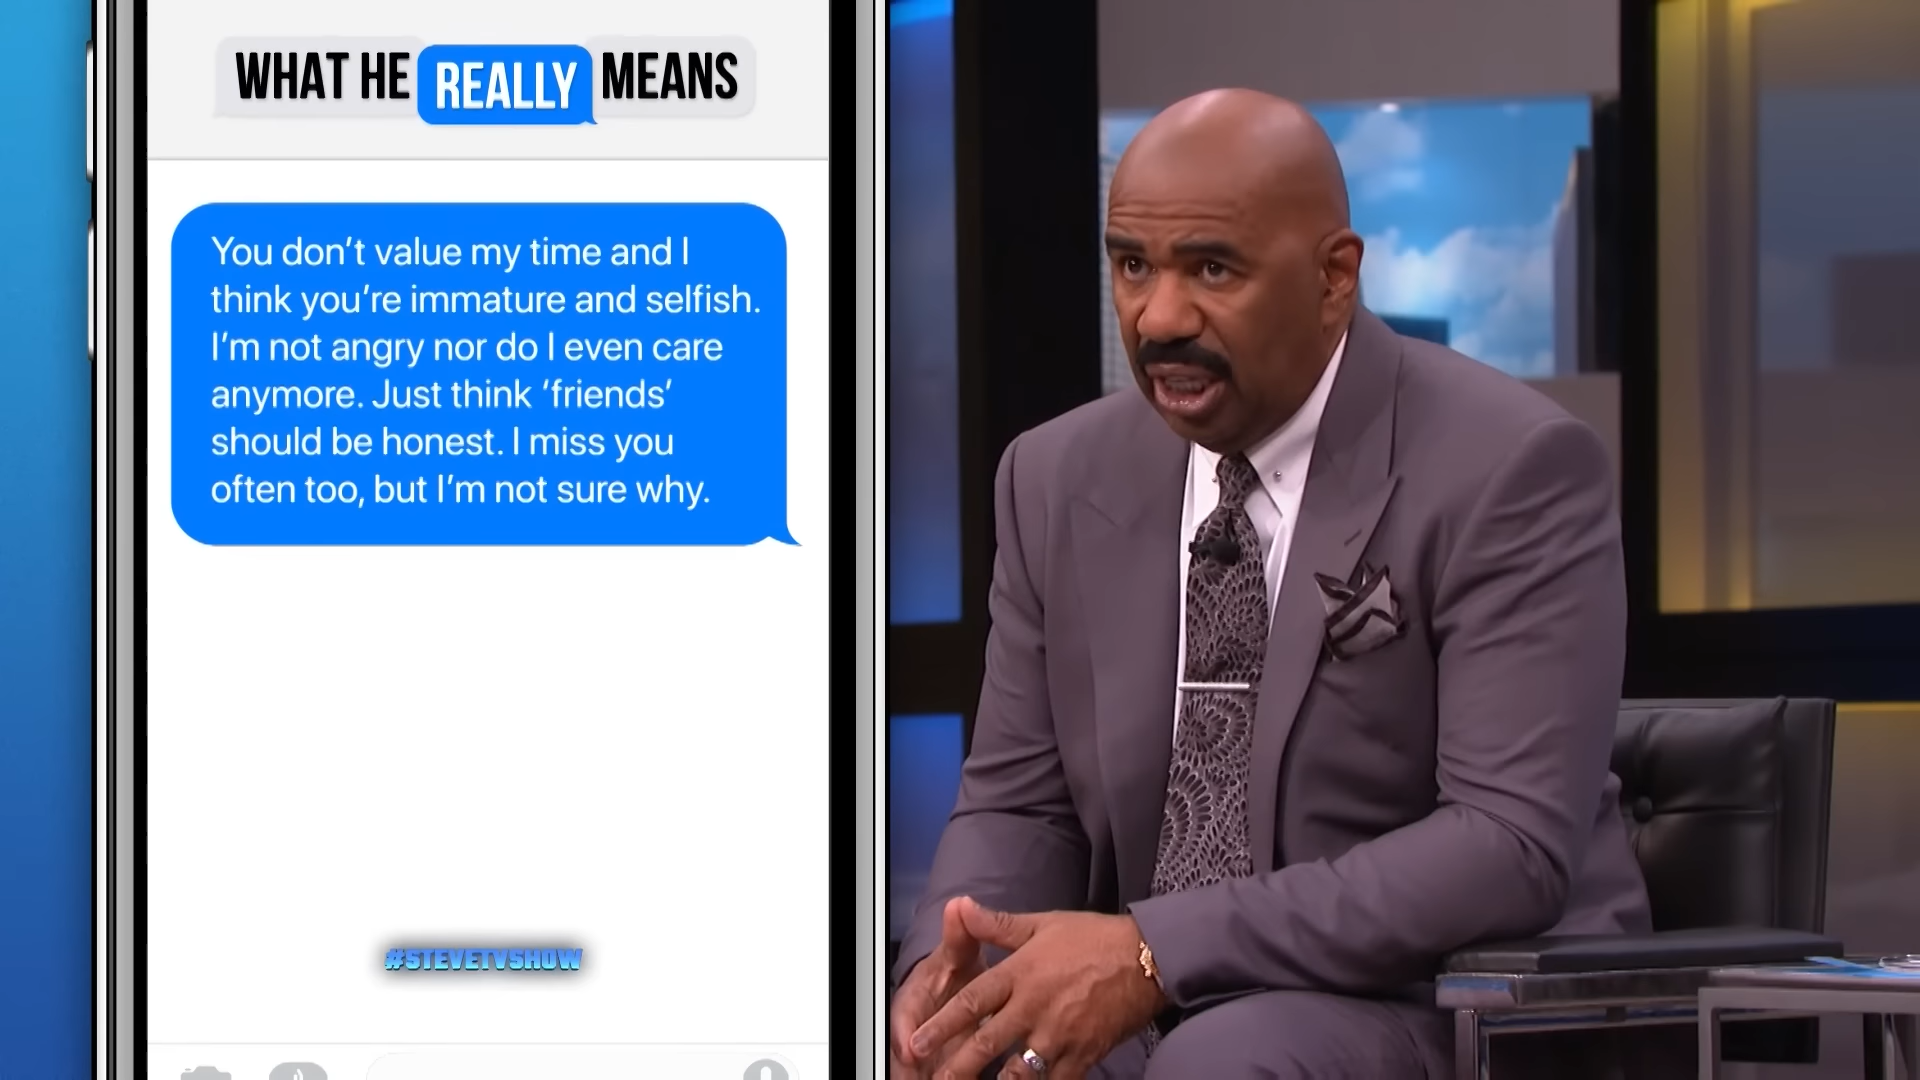 WHAT HE REALLY MEANS
You don’t value my time and I
think you’re immature and selfish.
I’m not angry nor do I even care
anymore. Just think ‘friends’
should be honest. I miss you
often too, but I’m not sure why.
#STEVETVSHOW